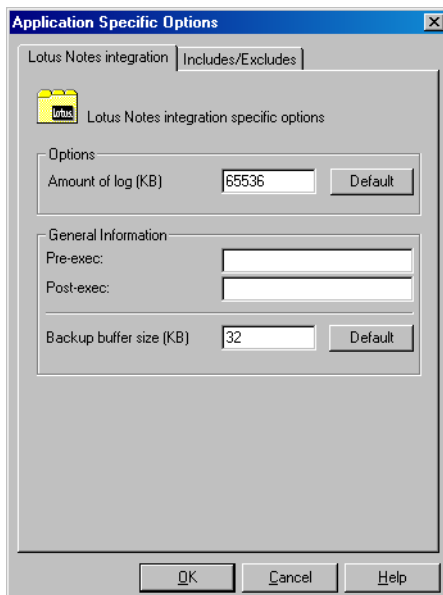 Application Specific Options
Lotus Notes integration Includes/Excludes
Lotus
Lotus Notes integration specific options
Options
Amount of log (KB) 65536 Default
General Information
Pre-exec:
Post-exec:
Backup buffer size (KB) 32 Default
OK Cancel Help